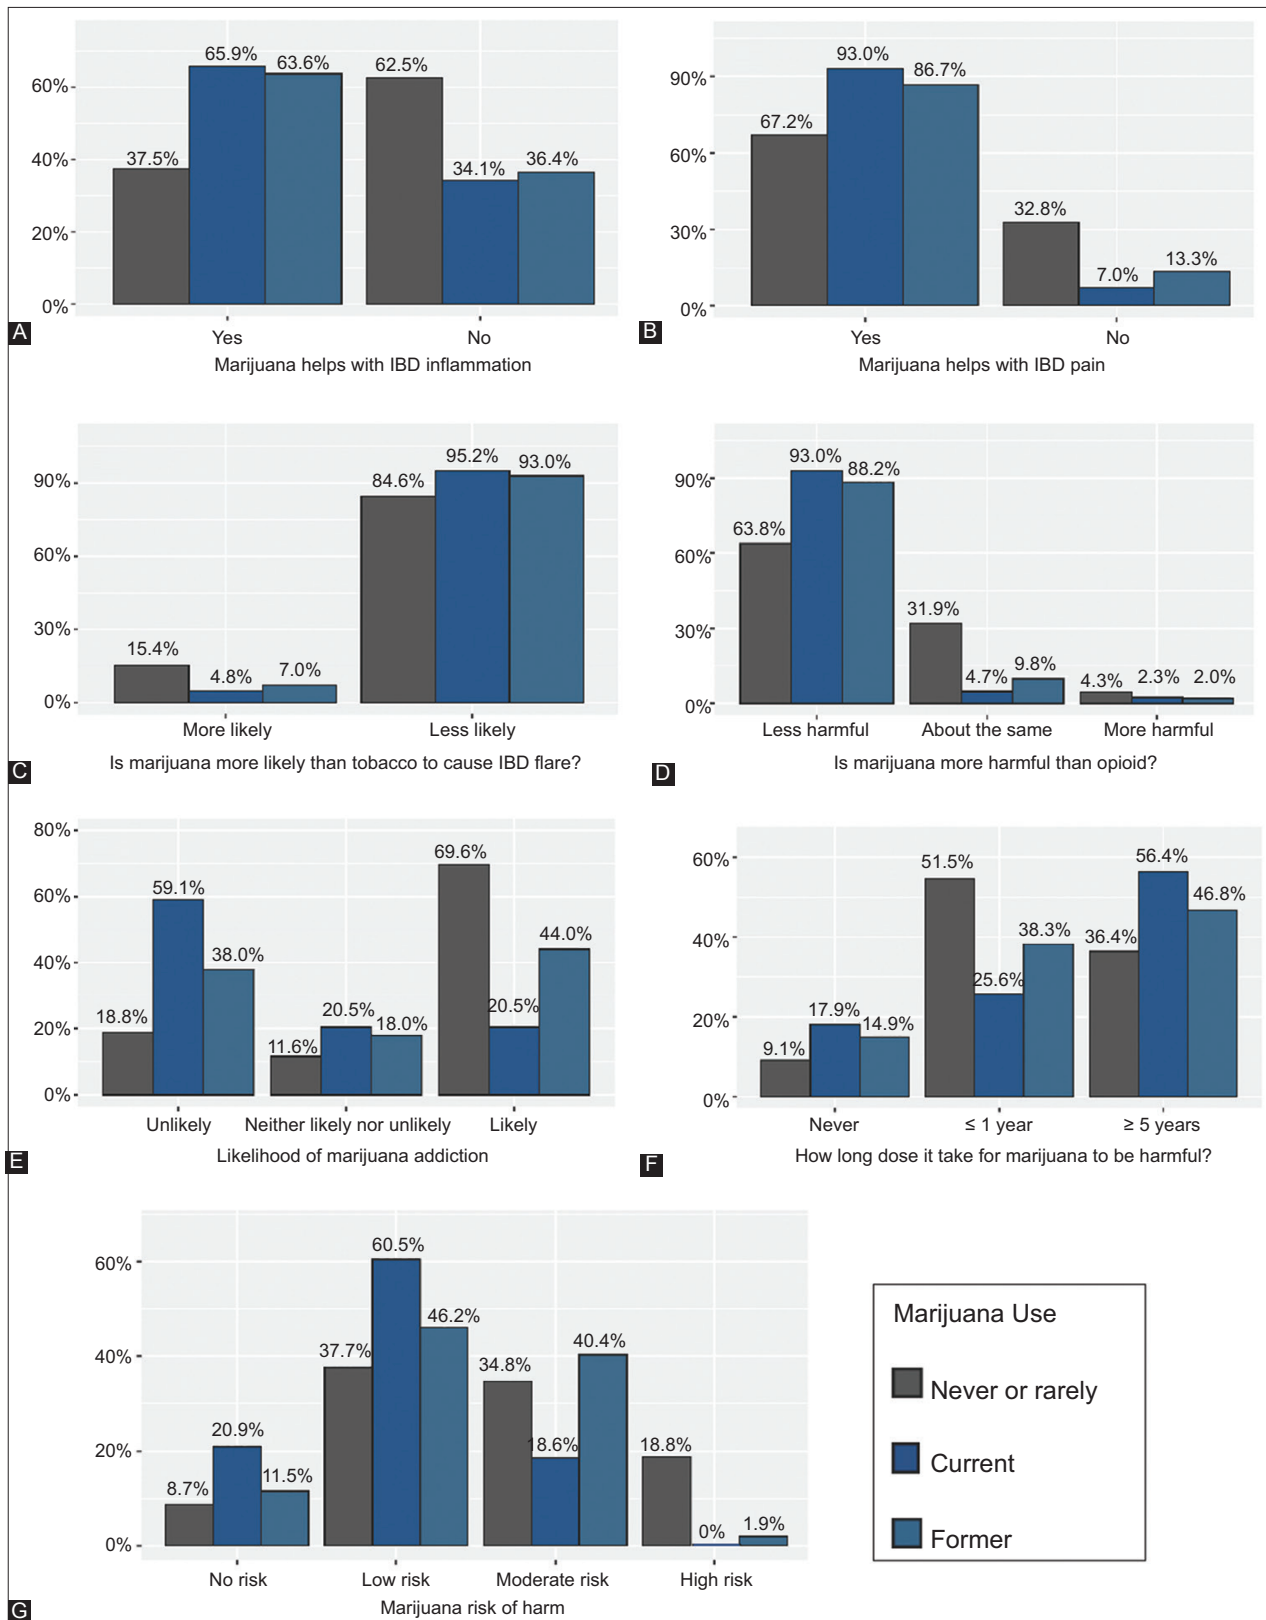 65.9%
63.6%
62.5%
60%
37.5%
40%
34.1%
36.4%
20%
0%
A
Yes
No
Marijuana helps with IBD inflammation
93.0%
86.7%
90%
67.2%
60%
32.8%
30%
7.0%
13.3%
0%
B
Yes
No
Marijuana helps with IBD pain
95.2%
93.0%
84.6%
90%
60%
30%
15.4%
4.8%
7.0%
0%
More likely
Less likely
C
Is marijuana more likely than tobacco to cause IBD flare?
93.0%
88.2%
90%
63.8%
60%
31.9%
30%
4.7%
9.8%
4.3%
2.3%
2.0%
0%
Less harmful
About the same
More harmful
D
Is marijuana more harmful than opioid?
80%
69.6%
60%
59.1%
44.0%
40%
38.0%
20%
18.8%
11.6%
20.5%
18.0%
20.5%
0%
Unlikely
Neither likely nor unlikely
Likely
E
Likelihood of marijuana addiction
60%
51.5%
56.4%
46.8%
40%
38.3%
36.4%
25.6%
20%
17.9%
14.9%
9.1%
0%
Never
≤ 1 year
≥ 5 years
F
How long dose it take for marijuana to be harmful?
60%
60.5%
46.2%
37.7%
40%
34.8%
40.4%
20.9%
20%
18.6%
18.8%
8.7%
11.5%
0%
1.9%
0%
No risk
Low risk
Moderate risk
High risk
G
Marijuana risk of harm
Marijuana Use
Never or rarely
Current
Former